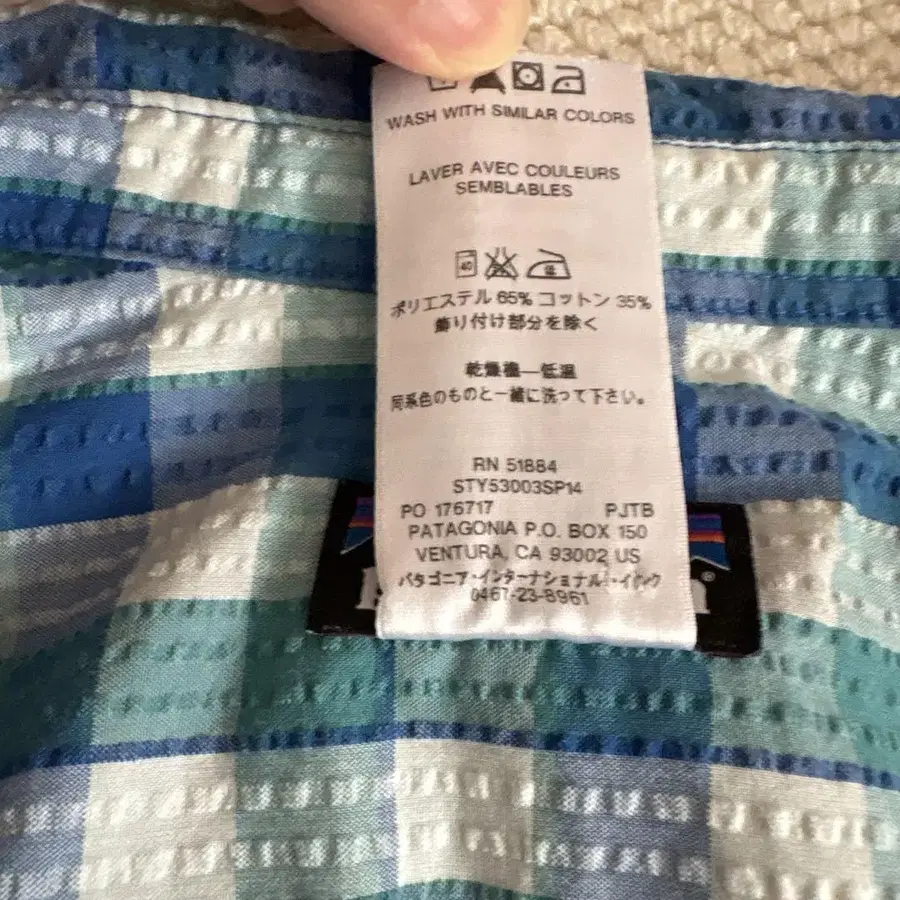 WASH WITH SIMILAR COLORS
LAVER AVEC COULEURS
SEMBLABLES
40
ポリエステル 65% コットン 35%
飾り付け部分を除く
乾燥機—低温
同系色のものと一緒に洗って下さい。
RN 51884
STY53003SP14
PO 176717 PJTB
PATAGONIA P.O. BOX 150
VENTURA, CA 93002 US
パタゴニア・インターナショナル・インク
0467-23-8961